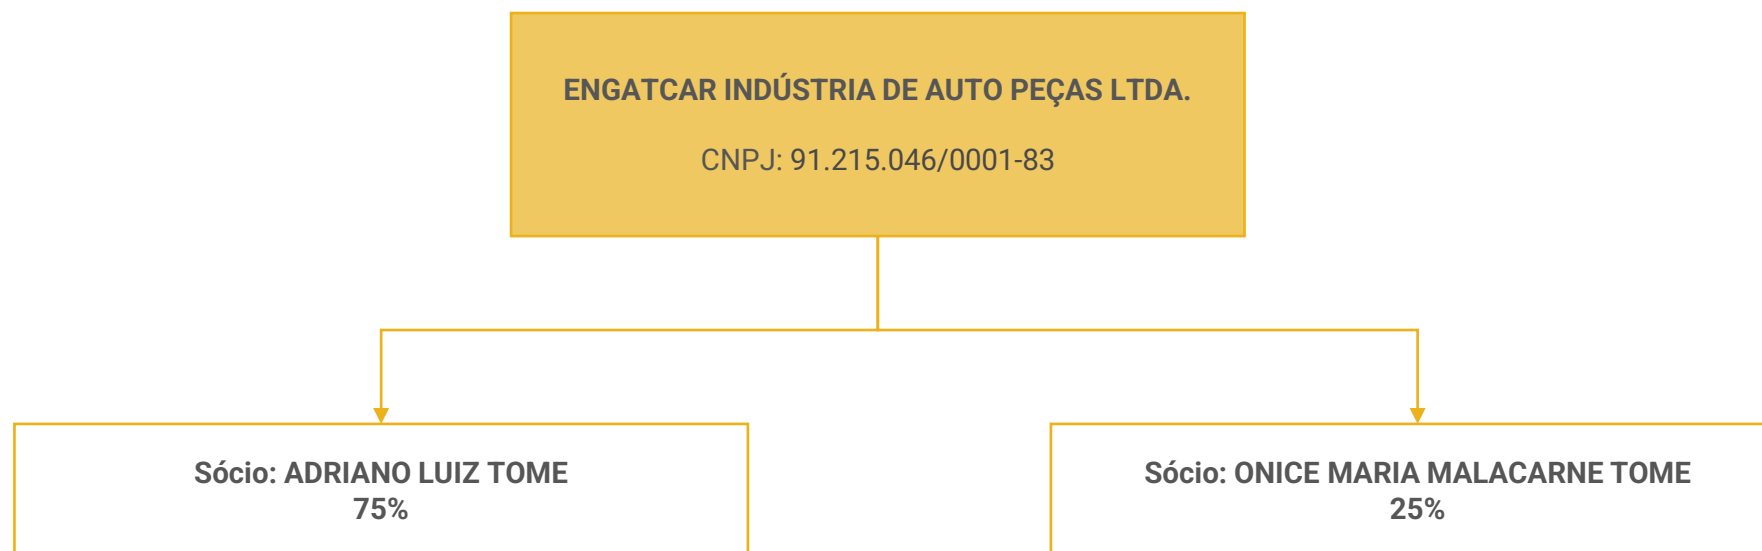 ENGATCAR INDÚSTRIA DE AUTO PEÇAS LTDA.
CNPJ: 91.215.046/0001-83
Sócio: ADRIANO LUIZ TOME
75%
Sócio: ONICE MARIA MALACARNE TOME
25%